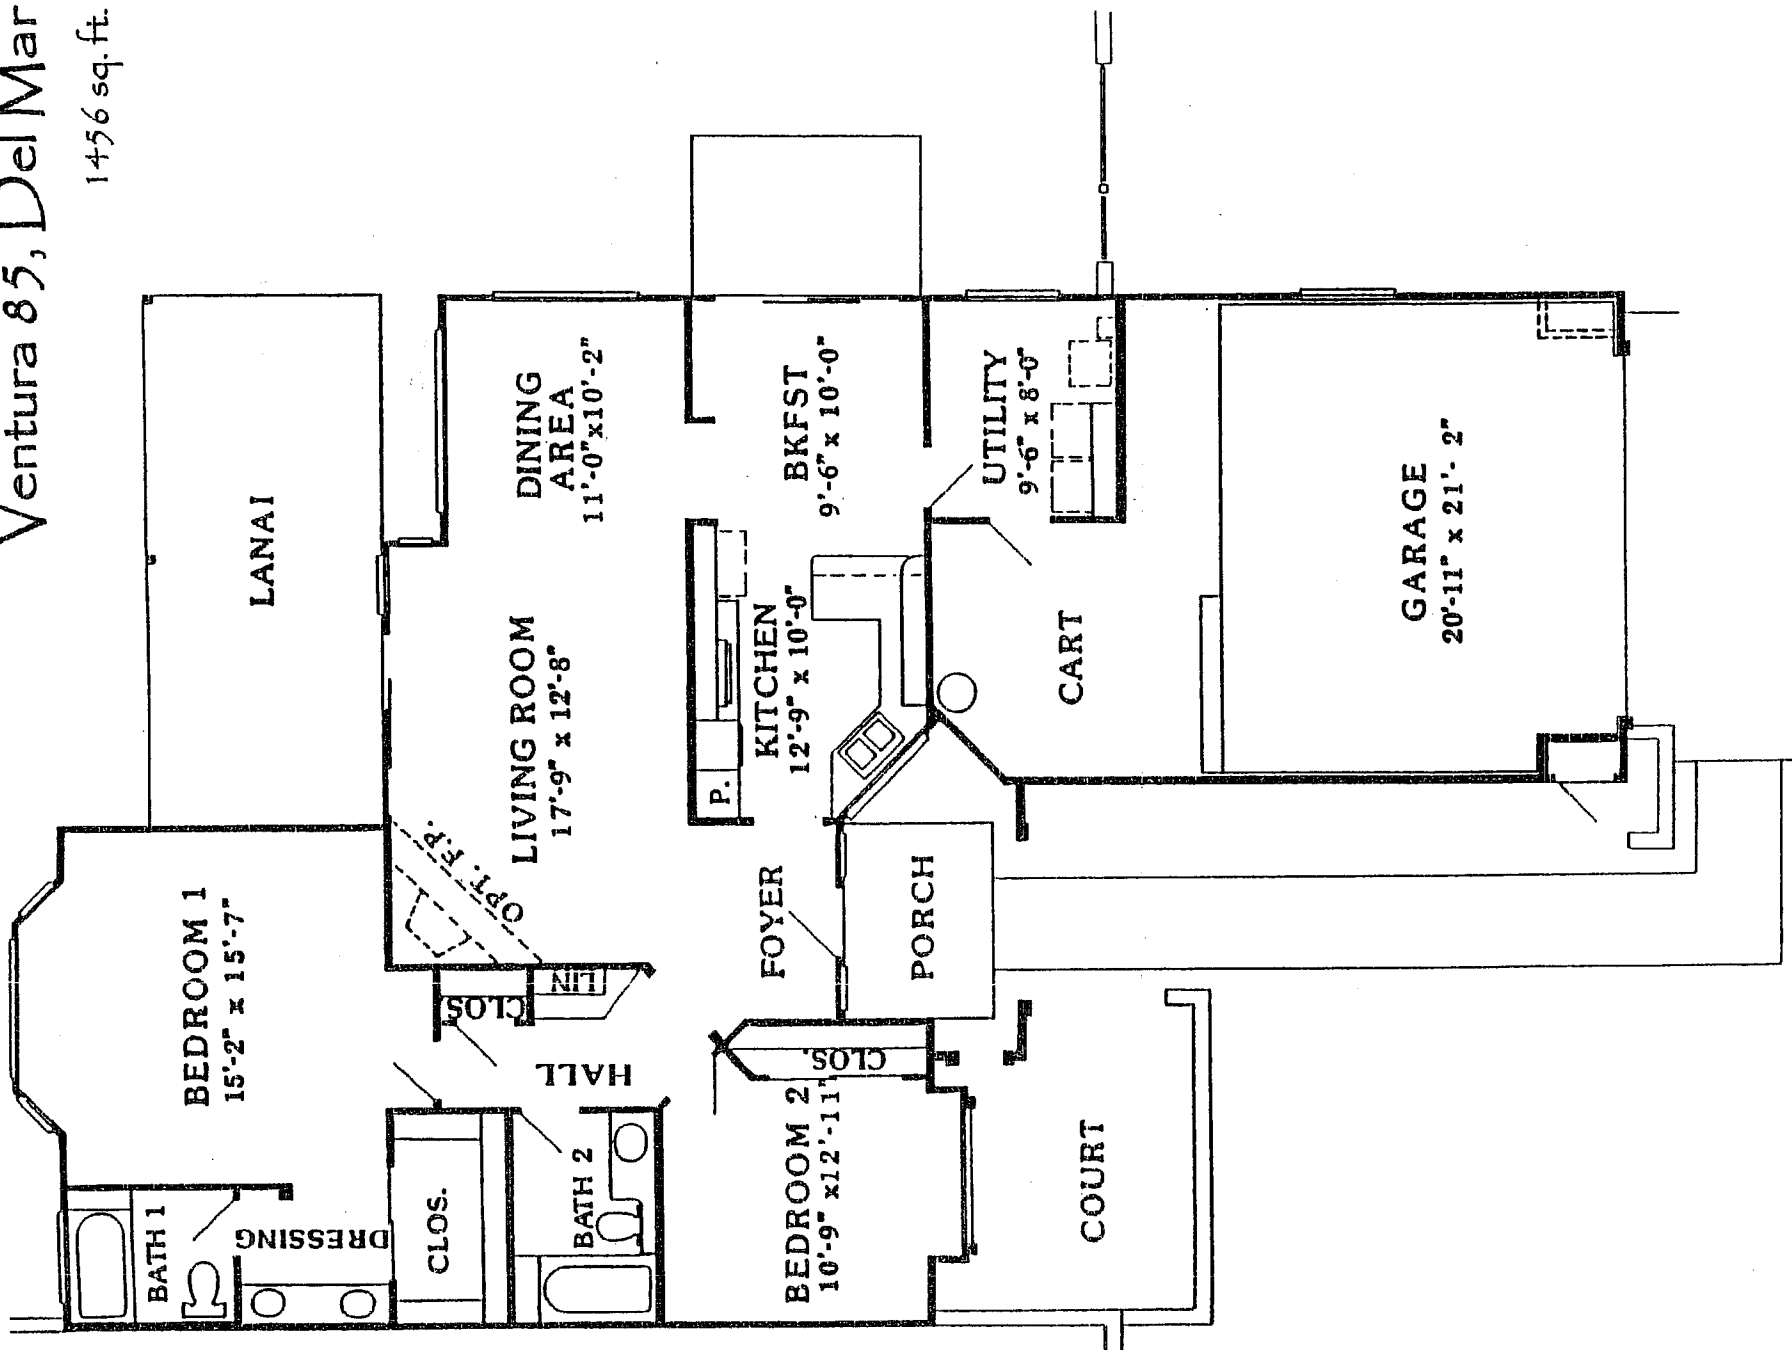 Ventura 85, Del Mar
1456 sq. ft.
LANAI
BEDROOM 1
15'-2" x 15'-7"
BATH 1
DRESSING
CLOS.
OPT. F.P.
LIVING ROOM
17'-9" x 12'-8"
DINING
AREA
11'-0"x10'-2"
CLOS
LIN
HALL
BATH 2
P.
KITCHEN
12'-9" x 10'-0"
BKFST
9'-6" x 10'-0"
FOYER
CLOS.
BEDROOM 2
10'-9" x12'-11"
PORCH
UTILITY
9'-6" x 8'-0"
CART
COURT
GARAGE
20'-11" x 21'- 2"